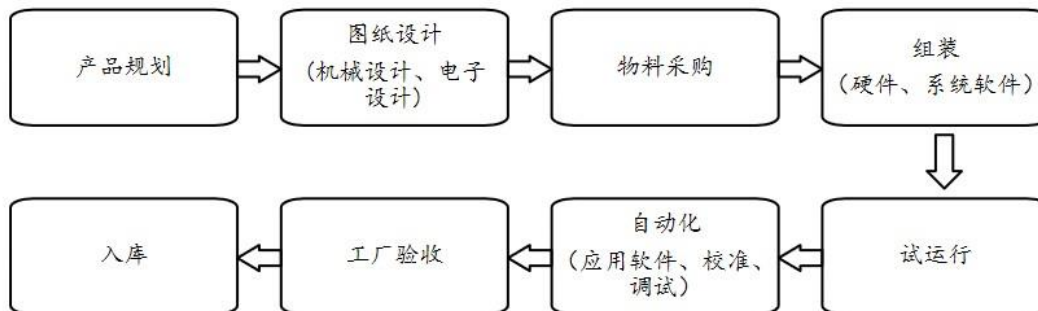 产品规划
图纸设计
(机械设计、电子
设计)
物料采购
组装
(硬件、系统软件)
入库
工厂验收
自动化
(应用软件、校准、
调试)
试运行